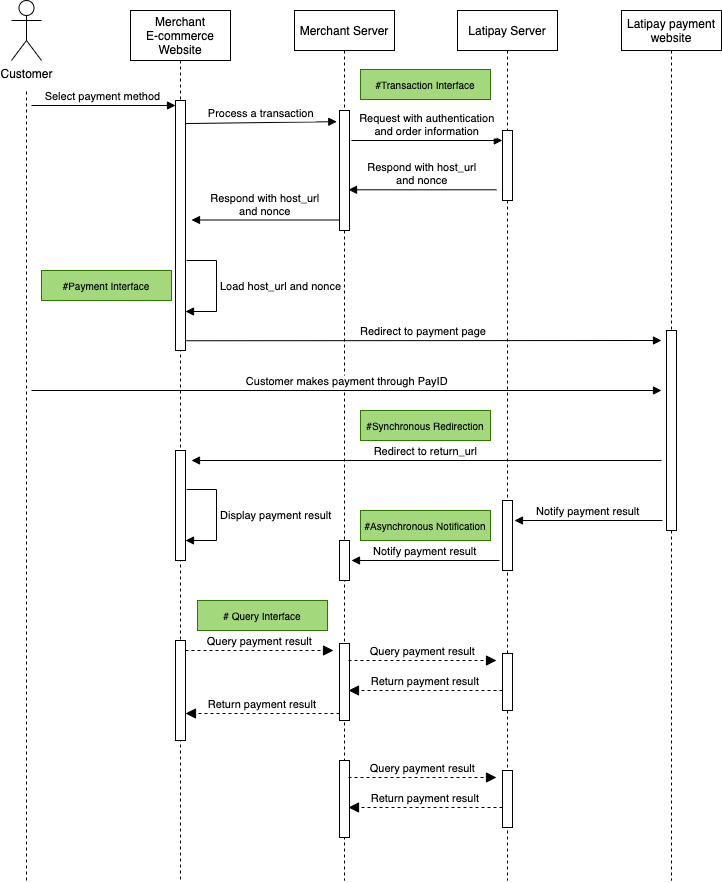 Merchant
E-commerce
Website
Merchant Server
Latipay Server
Latipay payment
website
Customer
#Transaction Interface
Select payment method
Process a transaction
Request with authentication
and order information
Respond with host_url
and nonce
Respond with host_url
and nonce
#Payment Interface
Load host_url and nonce
Redirect to payment page
Customer makes payment through PayID
#Synchronous Redirection
Redirect to return_url
Display payment result
#Asynchronous Notification
Notify payment result
Notify payment result
# Query Interface
Query payment result
Query payment result
Return payment result
Return payment result
Query payment result
Return payment result